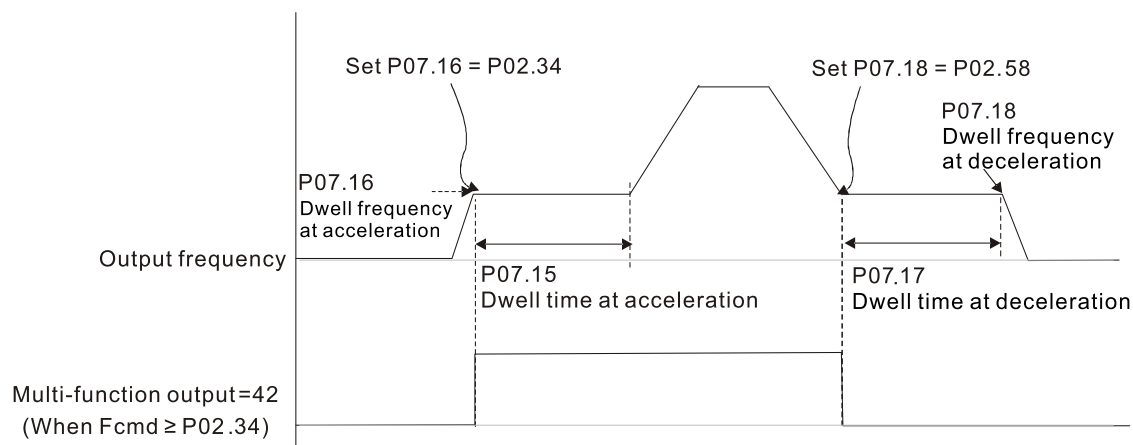 Set P07.16 = P02.34
Set P07.18 = P02.58
P07.18
Dwell frequency
at deceleration
P07.16
Dwell frequency
at acceleration
Output frequency
P07.15
Dwell time at acceleration
P07.17
Dwell time at deceleration
Multi-function output=42
(When Fcmd ≥ P02.34)